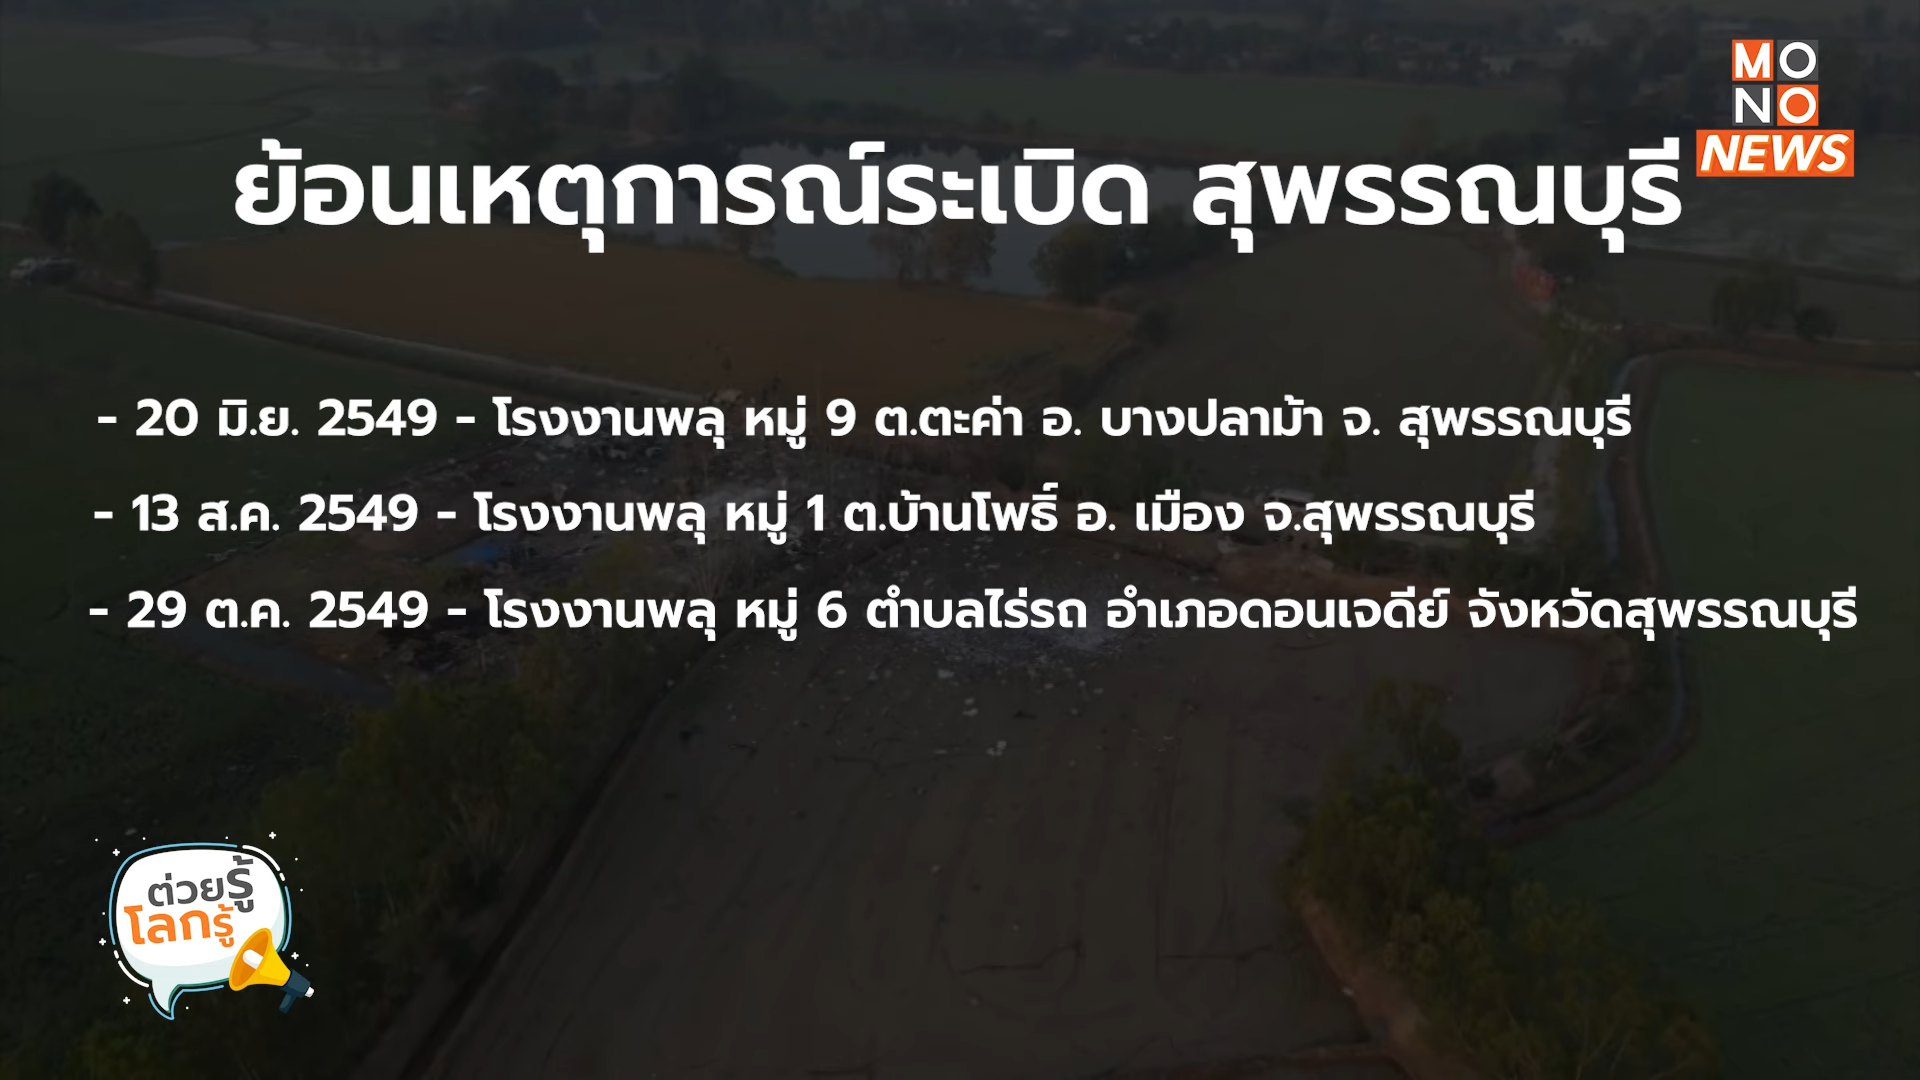 MONO
NEWS
ย้อนเหตุการณ์ระเบิด สุพรรณบุรี
- 20 มิ.ย. 2549 - โรงงานพลุ หมู่ 9 ต.ตะค่า อ. บางปลาม้า จ. สุพรรณบุรี
- 13 ส.ค. 2549 - โรงงานพลุ หมู่ 1 ต.บ้านโพธิ์ อ. เมือง จ.สุพรรณบุรี
- 29 ต.ค. 2549 - โรงงานพลุ หมู่ 6 ตำบลไร่รถ อำเภอดอนเจดีย์ จังหวัดสุพรรณบุรี
ต่วยรู้
โลกรู้